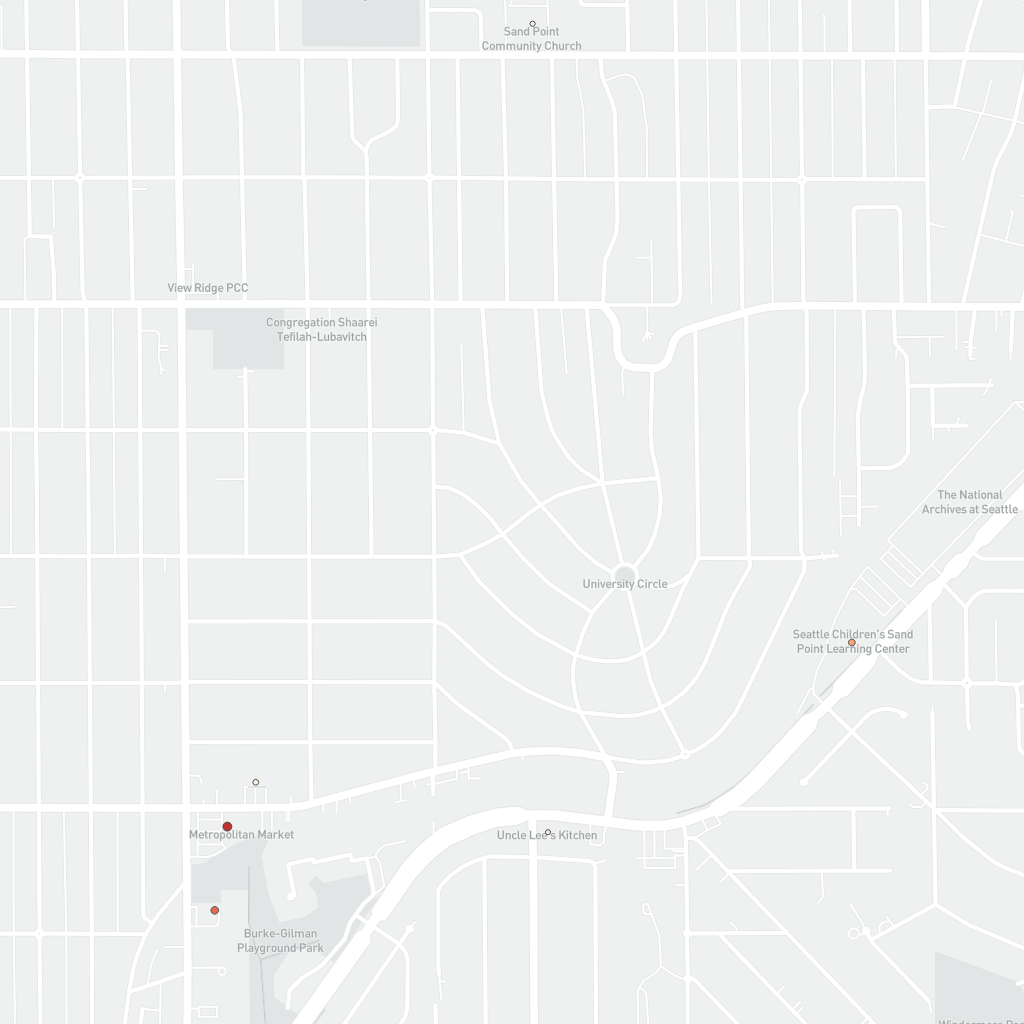 Sand Point
Community Church
View Ridge PCC
Congregation Shaarei
Tefilah-Lubavitch
The National
Archives at Seattle
University Circle
Seattle Children's Sand
Point Learning Center
Metropolitan Market
Uncle Lee's Kitchen
Burke-Gilman
Playground Park